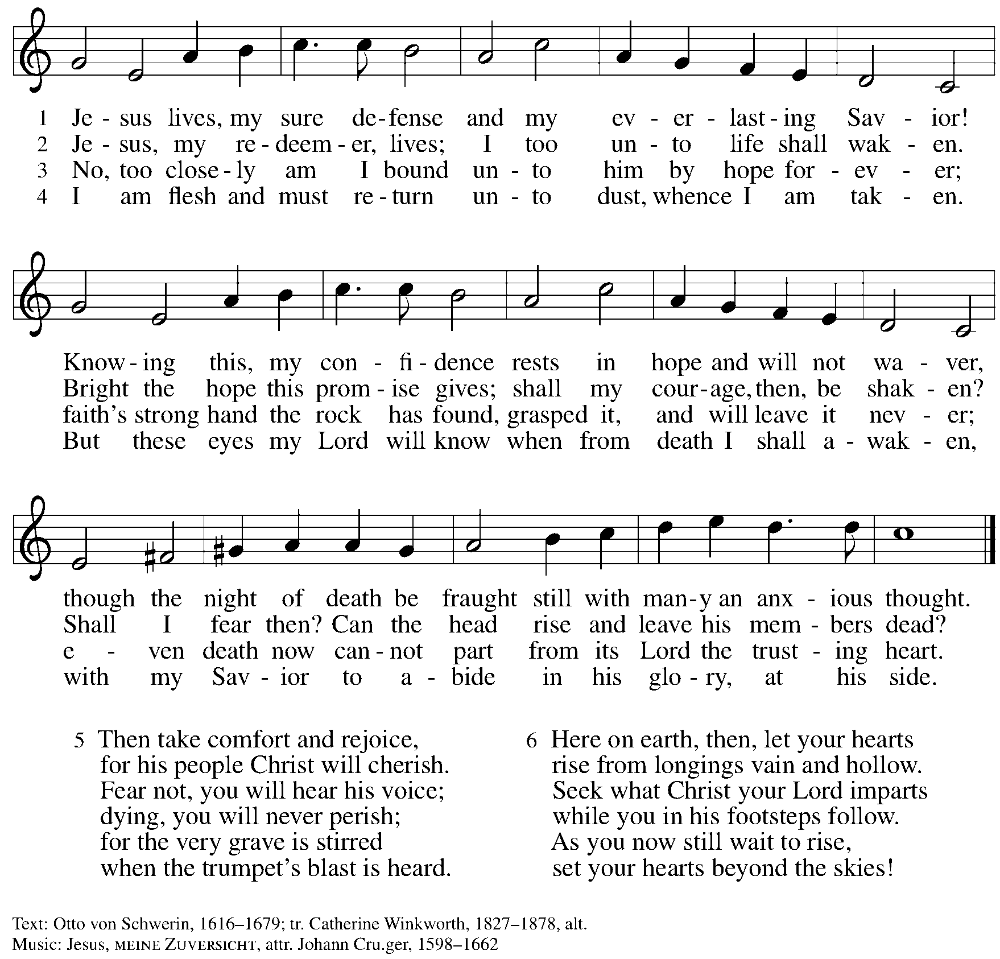 1 Je - sus lives, my sure de - fense and my ev - er - last - ing Sav - ior!
2 Je - sus, my re - deem - er, lives; I too un - to life shall wak - en.
3 No, too close - ly am I bound un - to him by hope for - ev - er;
4 I am flesh and must re - turn un - to dust, whence I am tak - en.
Know - ing this, my con - fi - dence rests in hope and will not wa - ver,
Bright the hope this prom - ise gives; shall my cour - age, then, be shak - en?
faith's strong hand the rock has found, grasped it, and will leave it nev - er;
But these eyes my Lord will know when from death I shall a - wak - en,
though the night of death be fraught still with man - y an anx - ious thought.
Shall I fear then? Can the head rise and leave his mem - bers dead?
e - ven death now can - not part from its Lord the trust - ing heart.
with my Sav - ior to a - bide in his glo - ry, at his side.
5 Then take comfort and rejoice,
for his people Christ will cherish.
Fear not, you will hear his voice;
dying, you will never perish;
for the very grave is stirred
when the trumpet's blast is heard.
6 Here on earth, then, let your hearts
rise from longings vain and hollow.
Seek what Christ your Lord imparts
while you in his footsteps follow.
As you now still wait to rise,
set your hearts beyond the skies!
Text: Otto von Schwerin, 1616–1679; tr. Catherine Winkworth, 1827–1878, alt.
Music: Jesus, MEINE ZUVERSICHT, attr. Johann Cru.ger, 1598–1662